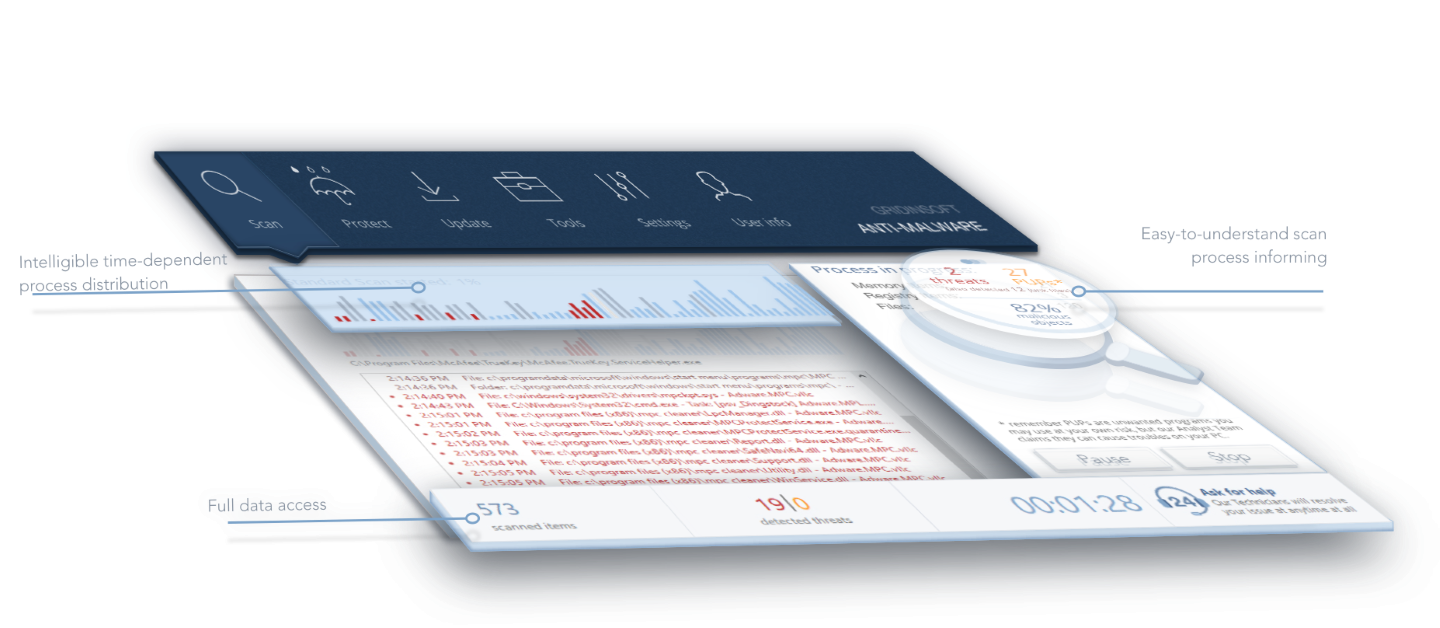 Scan
Protect
Update
Tools
Settings
User info
GRIDINSOFT
ANTI-MALWARE
Intelligible time-dependent
process distribution
Easy-to-understand scan
process informing
Full data access
Process in
2
threats
27
PUPs*
82%
malicious
objects
Memory
Registry
Files:
C:\Program Files\McAfee\TrueKey\McAfee.TrueKey.ServiceHelper.exe
2:14:36 PM File: c:\programdata\microsoft\windows\start menu\programs\mpc\MPC ...
2:14:36 PM Folder: c:\programdata\microsoft\windows\start menu\programs\mpc\ - ...
• 2:14:40 PM File: c:\windows\system32\drivers\mpckpt.sys - Adware.MPC.vl!c
• 2:14:45 PM File: C:\Windows\System32\cmd.exe - Task: Adware.MPL...
• 2:15:01 PM File: c:\program files (x86)\mpc cleaner\LpcManager.dll - Adware.MPC.vl!c
• 2:15:01 PM File: c:\program files (x86)\mpc cleaner\MPCProtectService.exe - Adware....
• 2:15:02 PM File: c:\program files (x86)\mpc cleaner\MPCProtectService.exe.quarantine...
• 2:15:03 PM File: c:\program files (x86)\mpc cleaner\Report.dll - Adware.MPC.vl!c
• 2:15:03 PM File: c:\program files (x86)\mpc cleaner\SafeNavi64.dll - Adware.MPC.vl!c
• 2:15:04 PM File: c:\program files (x86)\mpc cleaner\Support.dll - Adware.MPC.vl!c
• 2:15:05 PM File: c:\program files (x86)\mpc cleaner\Utility.dll - Adware.MPC.vl!c
• 2:15:05 PM File: c:\program files (x86)\mpc cleaner\WinService.dll - Adware.MPC.vl!c
* remember PUPs are unwanted programs you
may use at your own risk, but our Analyst Team
claims they can cause troubles on your PC.
Pause
Stop
573
scanned items
19|0
detected threats
00:01:28
24
Ask for help
Our Technicians will resolve
your issue at anytime at all